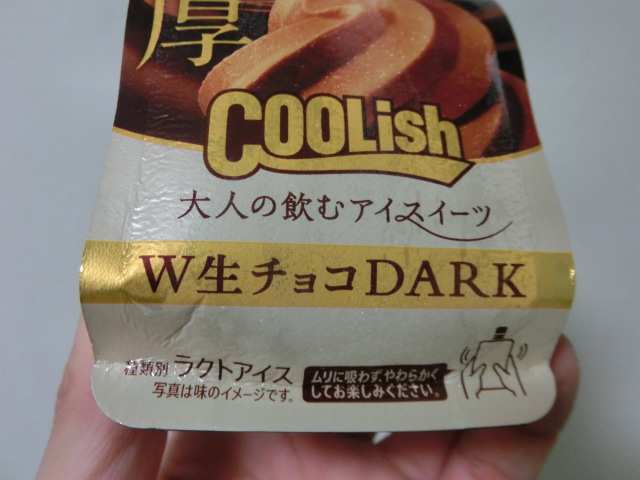 厚
COOLish
大人の飲むアイスイーツ
W生チョコDARK
種類別 ラクトアイス
写真は味のイメージです。
ムリに吸わず、やわらかく
してお楽しみください。